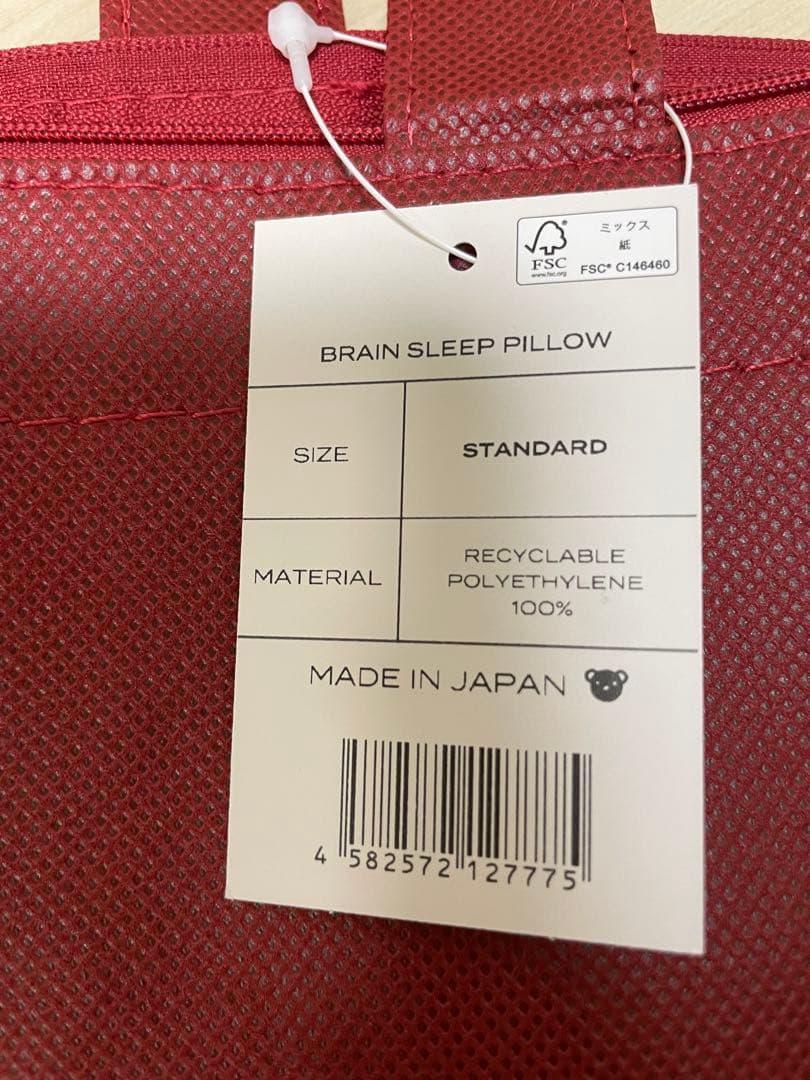 FSC®
www.fsc.org
ミックス
紙
FSC® C146460
BRAIN SLEEP PILLOW
SIZE
STANDARD
MATERIAL
RECYCLABLE
POLYETHYLENE
100%
MADE IN JAPAN
4 582572 127775